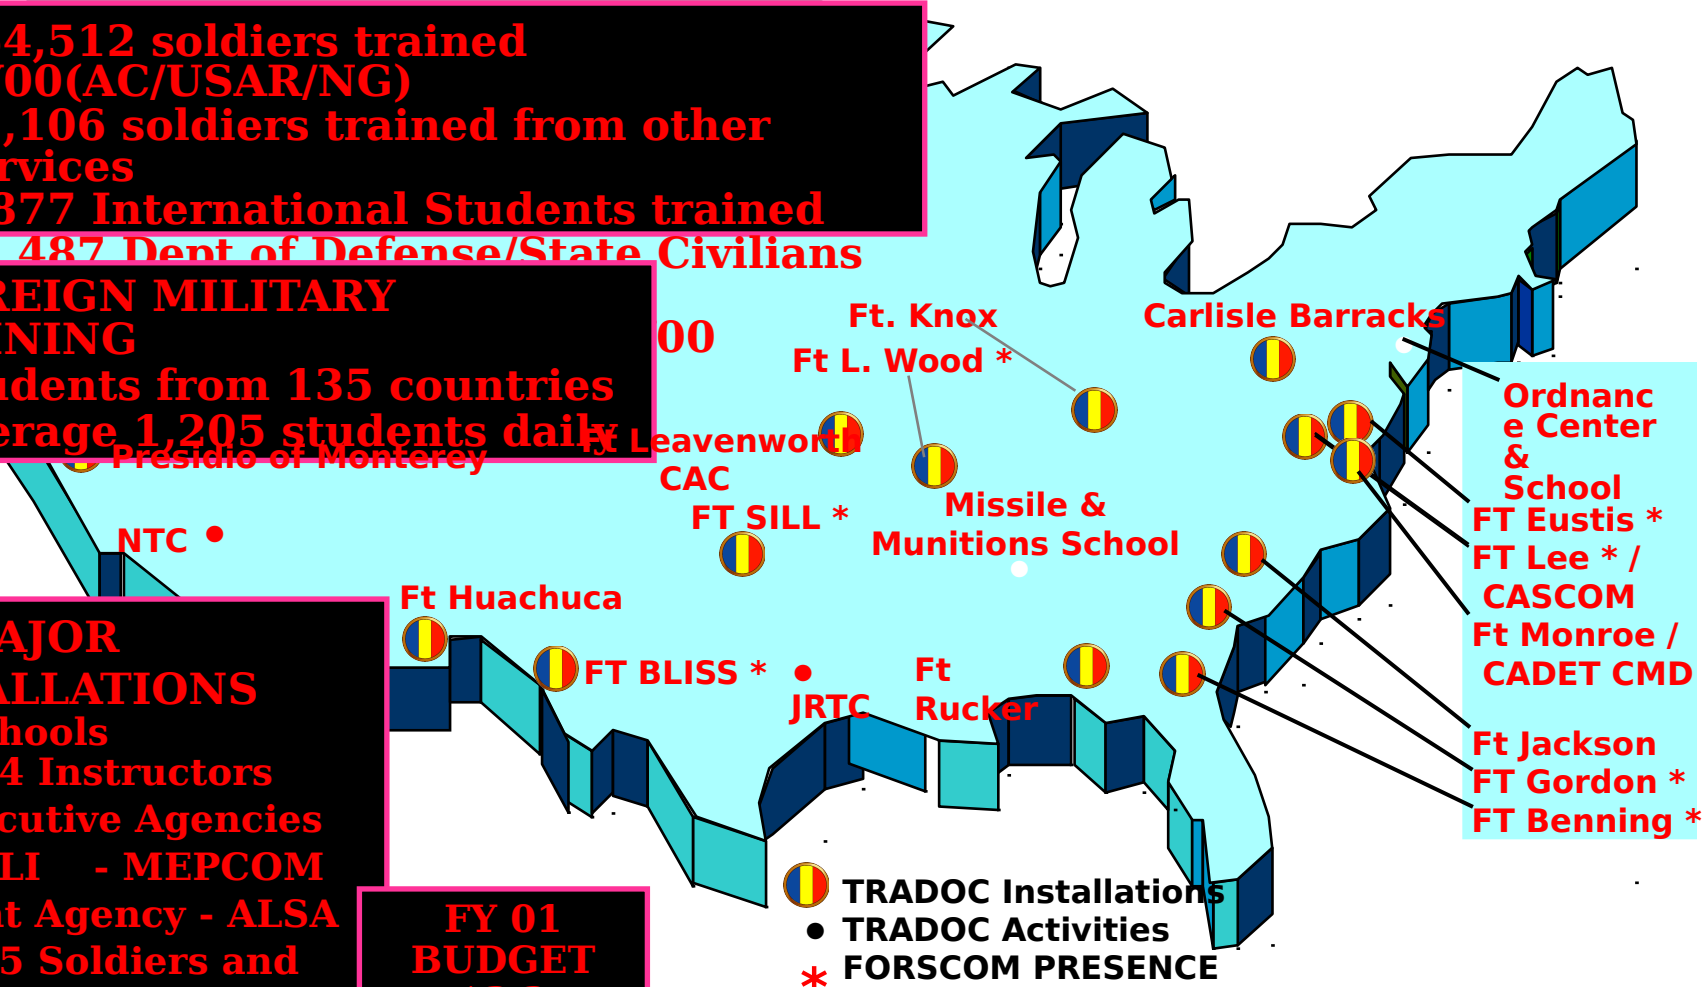 4,512 soldiers trained
00(AC/USAR/NG)
,106 soldiers trained from other
rvices
877 International Students trained
487 Dept of Defense/State Civilians
REIGN MILITARY
INING
00
udents from 135 countries
erage 1,205 students daily
Presidio of Monterey
Ft. Knox
Ft L. Wood *
Carlisle Barracks
Ft Leavenworth
CAC
FT SILL *
Missile &
Munitions School
NTC
Ft Huachuca
FT BLISS *
JRTC
Ft
Rucker
Ordnanc
e Center
&
School
FT Eustis *
FT Lee * /
CASCOM
Ft Monroe /
CADET CMD
Ft Jackson
FT Gordon *
FT Benning *
AJOR
ALLATIONS
hools
4 Instructors
cutive Agencies
LI - MEPCOM
nt Agency - ALSA
5 Soldiers and
FY 01
BUDGET
TRADOC Installations
TRADOC Activities
* FORSCOM PRESENCE